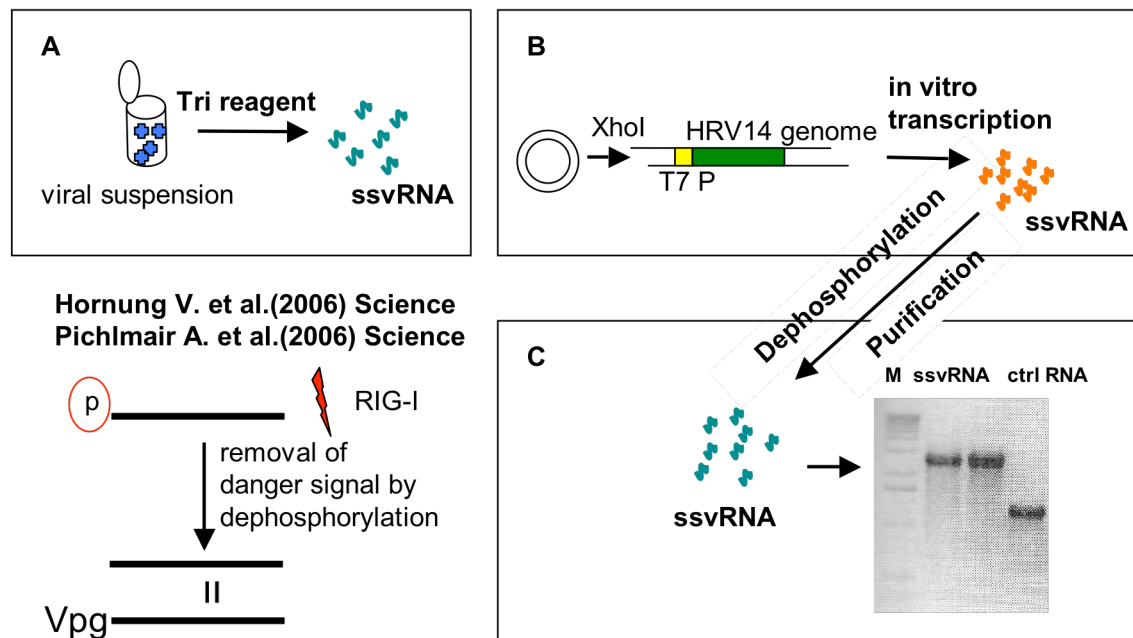 A
Tri reagent
viral suspension
ssvRNA
B
XhoI
HRV14 genome
T7 P
in vitro
transcription
ssvRNA
Dephosphorylation
Purification
Hornung V. et al.(2006) Science
Pichlmair A. et al.(2006) Science
p
RIG-I
removal of
danger signal by
dephosphorylation
II
Vpg
C
ssvRNA
M ssvRNA ctrl RNA